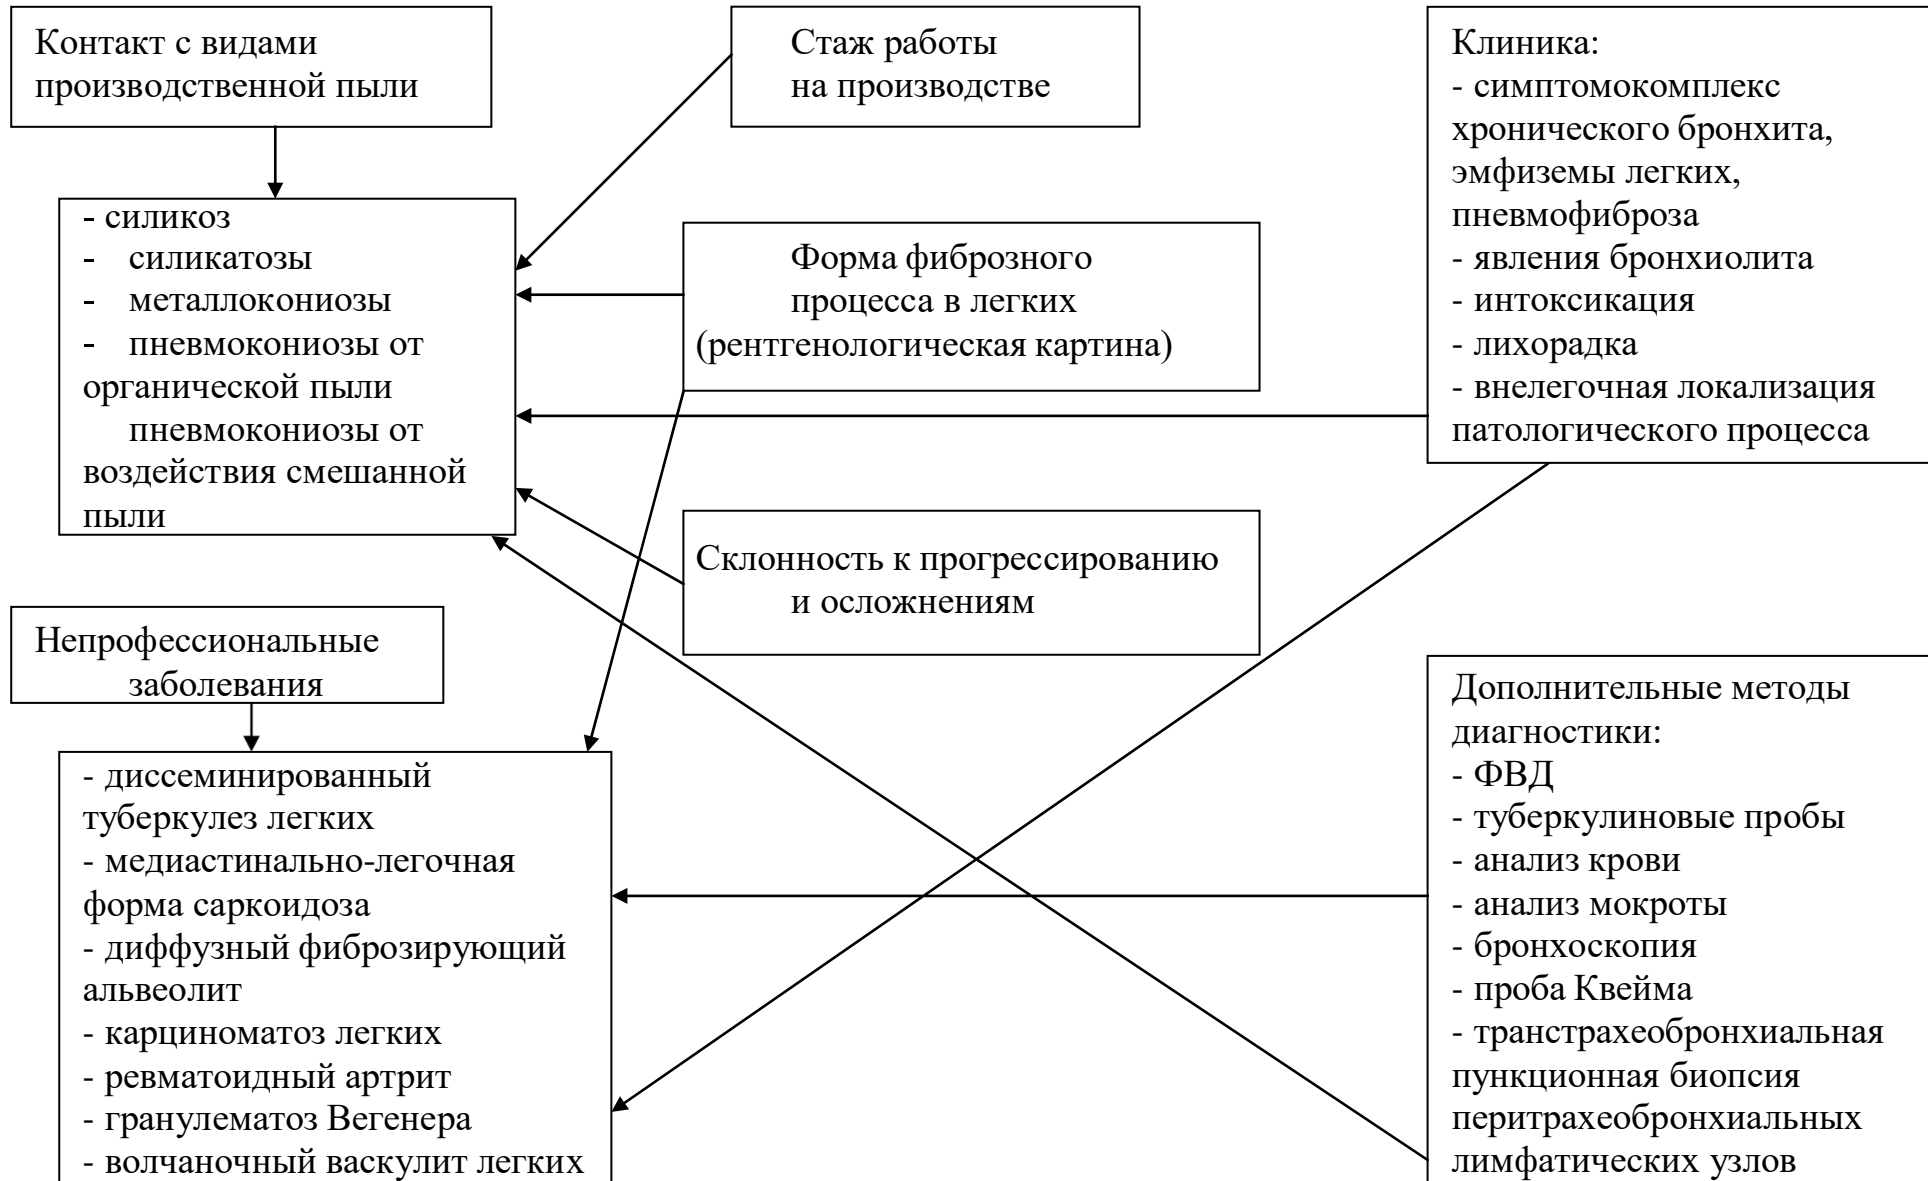 Контакт с видами
производственной пыли
Стаж работы
на производстве
Клиника:
- симптомокомплекс
хронического бронхита,
эмфиземы легких,
пневмофиброза
- явления бронхиолита
- интоксикация
- лихорадка
- внелегочная локализация
патологического процесса
- силикоз
- силикатозы
- металлокониозы
- пневмокониозы от
органической пыли
пневмокониозы от
воздействия смешанной
пыли
Форма фиброзного
процесса в легких
(рентгенологическая картина)
Склонность к прогрессированию
и осложнениям
Непрофессиональные
заболевания
- диссеминированный
туберкулез легких
- медиастинально-легочная
форма саркоидоза
- диффузный фиброзирующий
альвеолит
- карциноматоз легких
- ревматоидный артрит
- гранулематоз Вегенера
- волчаночный васкулит легких
Дополнительные методы
диагностики:
- ФВД
- туберкулиновые пробы
- анализ крови
- анализ мокроты
- бронхоскопия
- проба Квейма
- транстрахеобронхиальная
пункционная биопсия
перитрахеобронхиальных
лимфатических узлов